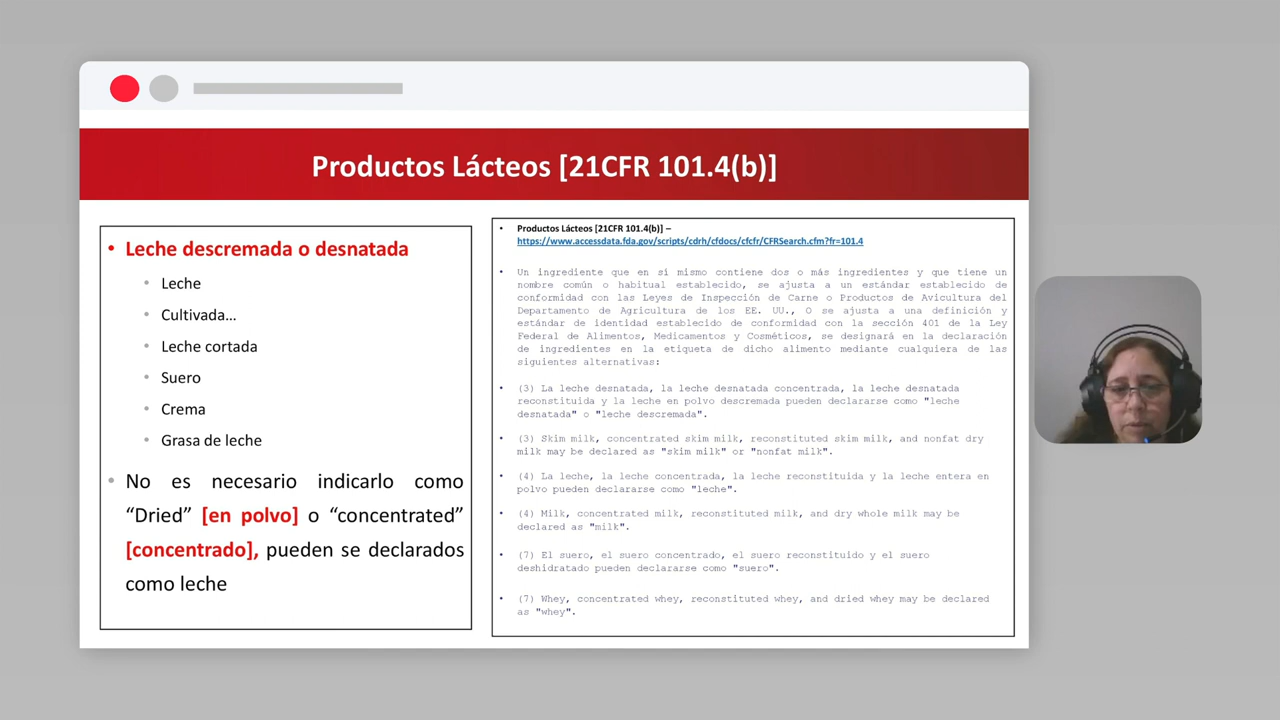 Productos Lácteos [21CFR 101.4(b)]
• Leche descremada o desnatada
• Leche
• Cultivada...
• Leche cortada
• Suero
• Crema
• Grasa de leche
• No es necesario indicarlo como
“Dried” [en polvo] o “concentrated”
[concentrado], pueden se declarados
como leche
• Productos Lácteos [21CFR 101.4(b)] –
https://www.accessdata.fda.gov/scripts/cdrh/cfdocs/cfcfr/CFRSearch.cfm?fr=101.4
• Un ingrediente que en sí mismo contiene dos o más ingredientes y que tiene un
nombre común o habitual establecido, se ajusta a un estándar establecido de
conformidad con las Leyes de Inspección de Carne o Productos de Avicultura del
Departamento de Agricultura de los EE. UU., O se ajusta a una definición y
estándar de identidad establecido de conformidad con la sección 401 de la Ley
Federal de Alimentos, Medicamentos y Cosméticos, se designará en la declaración
de ingredientes en la etiqueta de dicho alimento mediante cualquiera de las
siguientes alternativas:
• (3) La leche desnatada, la leche desnatada concentrada, la leche desnatada
reconstituida y la leche en polvo descremada pueden declararse como "leche
desnatada" o "leche descremada".
• (3) Skim milk, concentrated skim milk, reconstituted skim milk, and nonfat dry
milk may be declared as "skim milk" or "nonfat milk".
• (4) La leche, la leche concentrada, la leche reconstituida y la leche entera en
polvo pueden declararse como "leche".
• (4) Milk, concentrated milk, reconstituted milk, and dry whole milk may be
declared as "milk".
• (7) El suero, el suero concentrado, el suero reconstituido y el suero
deshidratado pueden declararse como "suero".
• (7) Whey, concentrated whey, reconstituted whey, and dried whey may be declared
as "whey".